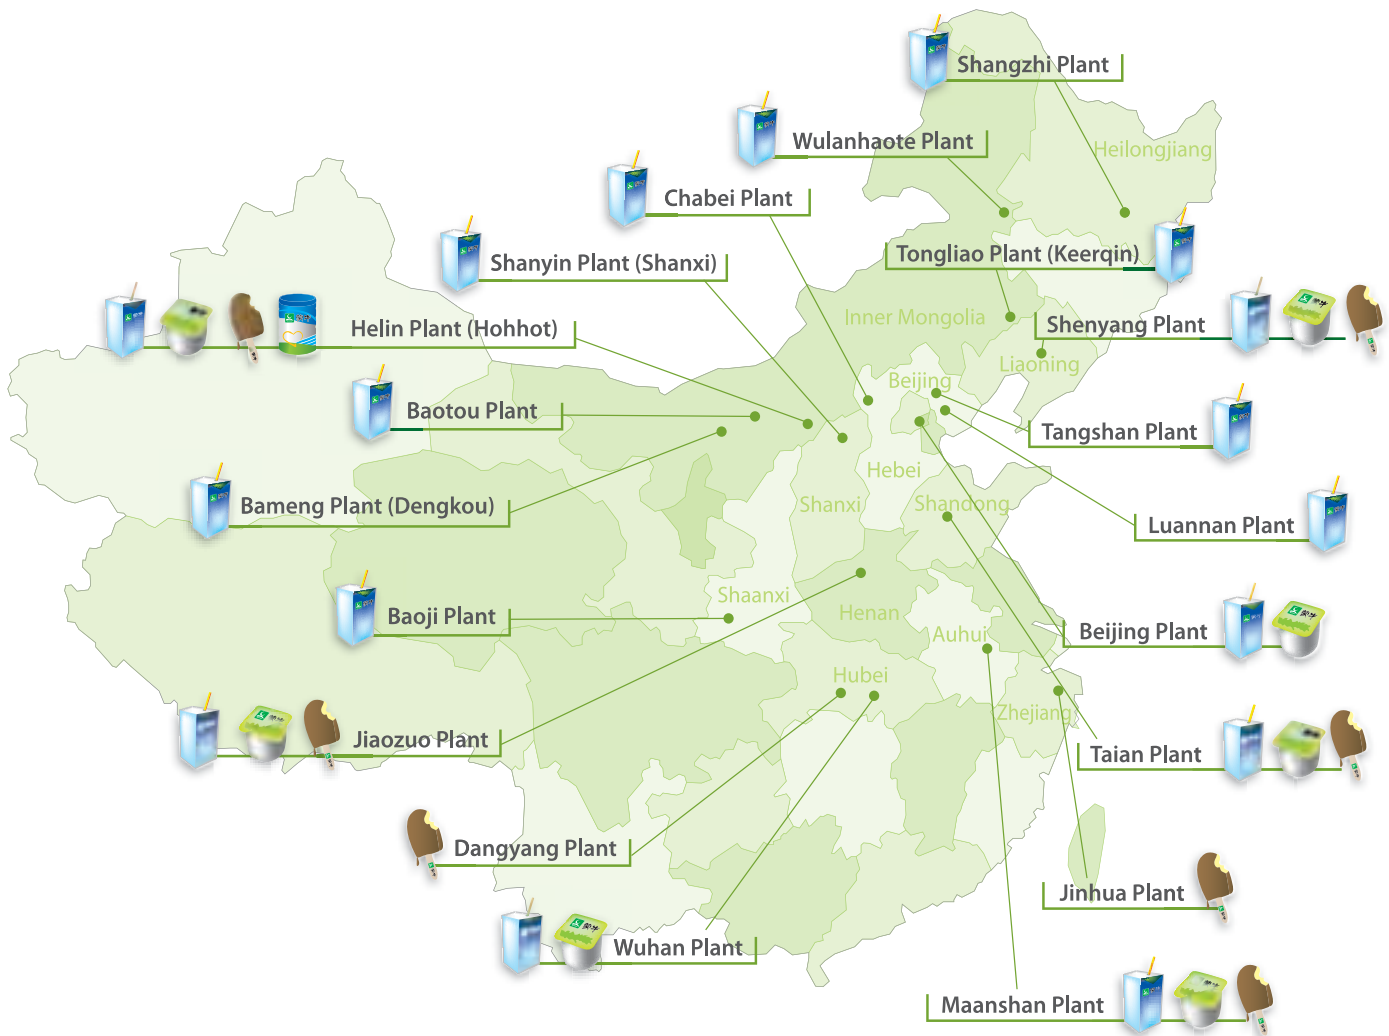 Shangzhi Plant
Wulanhaote Plant
Heilongjiang
Chabei Plant
Tongliao Plant (Keerqin)
Shanyin Plant (Shanxi)
Inner Mongolia
Shenyang Plant
Helin Plant (Hohhot)
Liaoning
Beijing
Baotou Plant
Tangshan Plant
Hebei
Bameng Plant (Dengkou)
Shanxi
Shandong
Luannan Plant
Shaanxi
Baoji Plant
Henan
Auhui
Beijing Plant
Hubei
Zhejiang
Jiaozuo Plant
Taian Plant
Dangyang Plant
Jinhua Plant
Wuhan Plant
Maanshan Plant